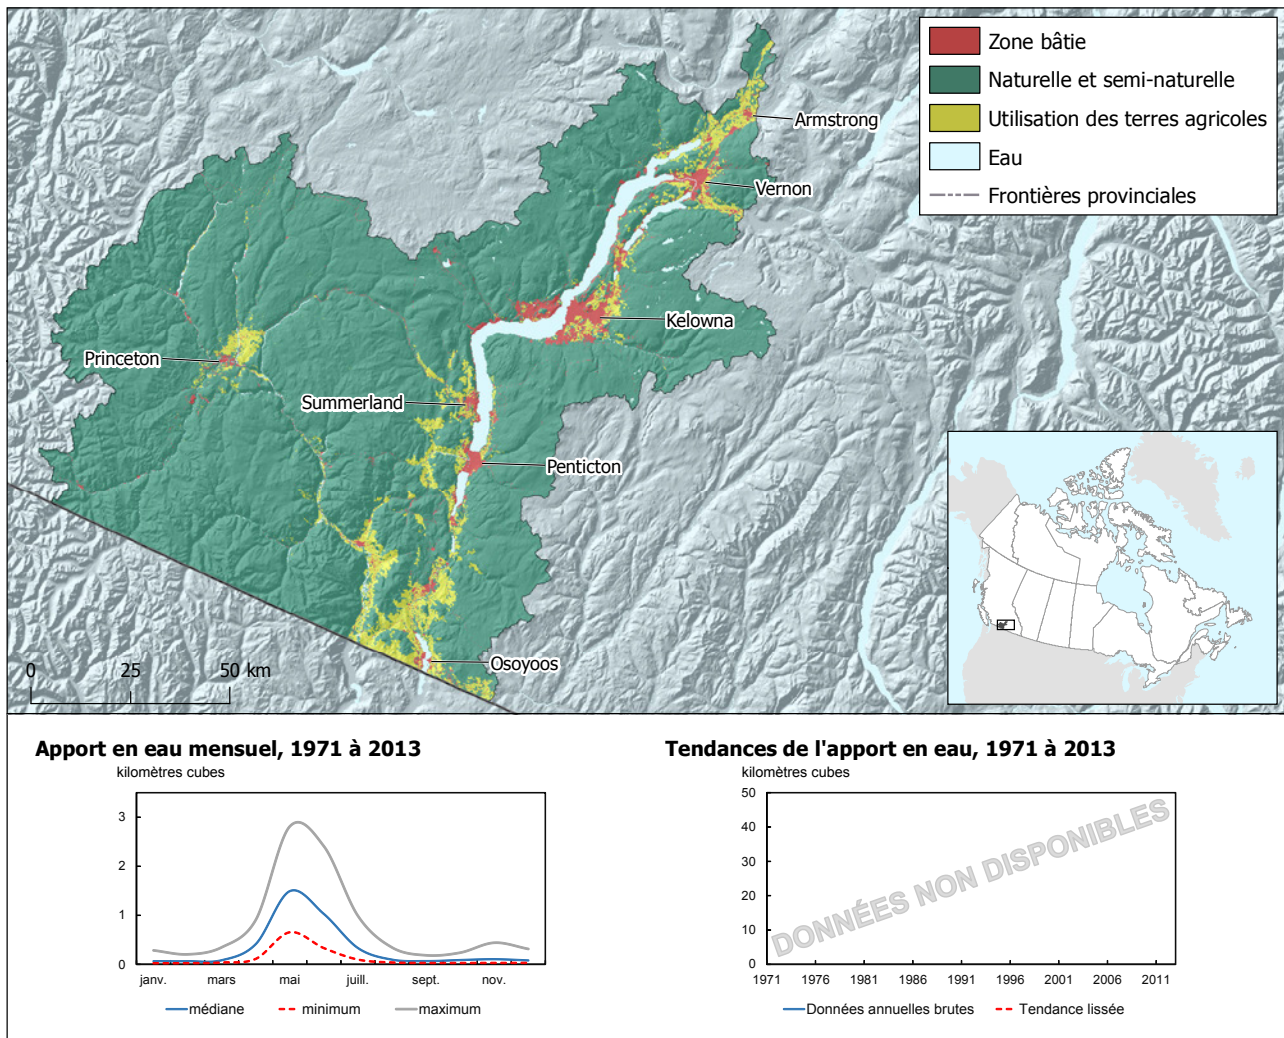 Zone bâtie
Naturelle et semi-naturelle
Utilisation des terres agricoles
Eau
Frontières provinciales
Armstrong
Vernon
Kelowna
Princeton
Summerland
Penticton
Osoyoos
0 25 50 km
Apport en eau mensuel, 1971 à 2013
kilomètres cubes
3
2
1
0
janv. mars mai juill. sept. nov.
médiane minimum maximum
Tendances de l'apport en eau, 1971 à 2013
kilomètres cubes
50
40
30
20
10
0
DONNÉES NON DISPONIBLES
1971 1976 1981 1986 1991 1996 2001 2006 2011
Données annuelles brutes Tendance lissée